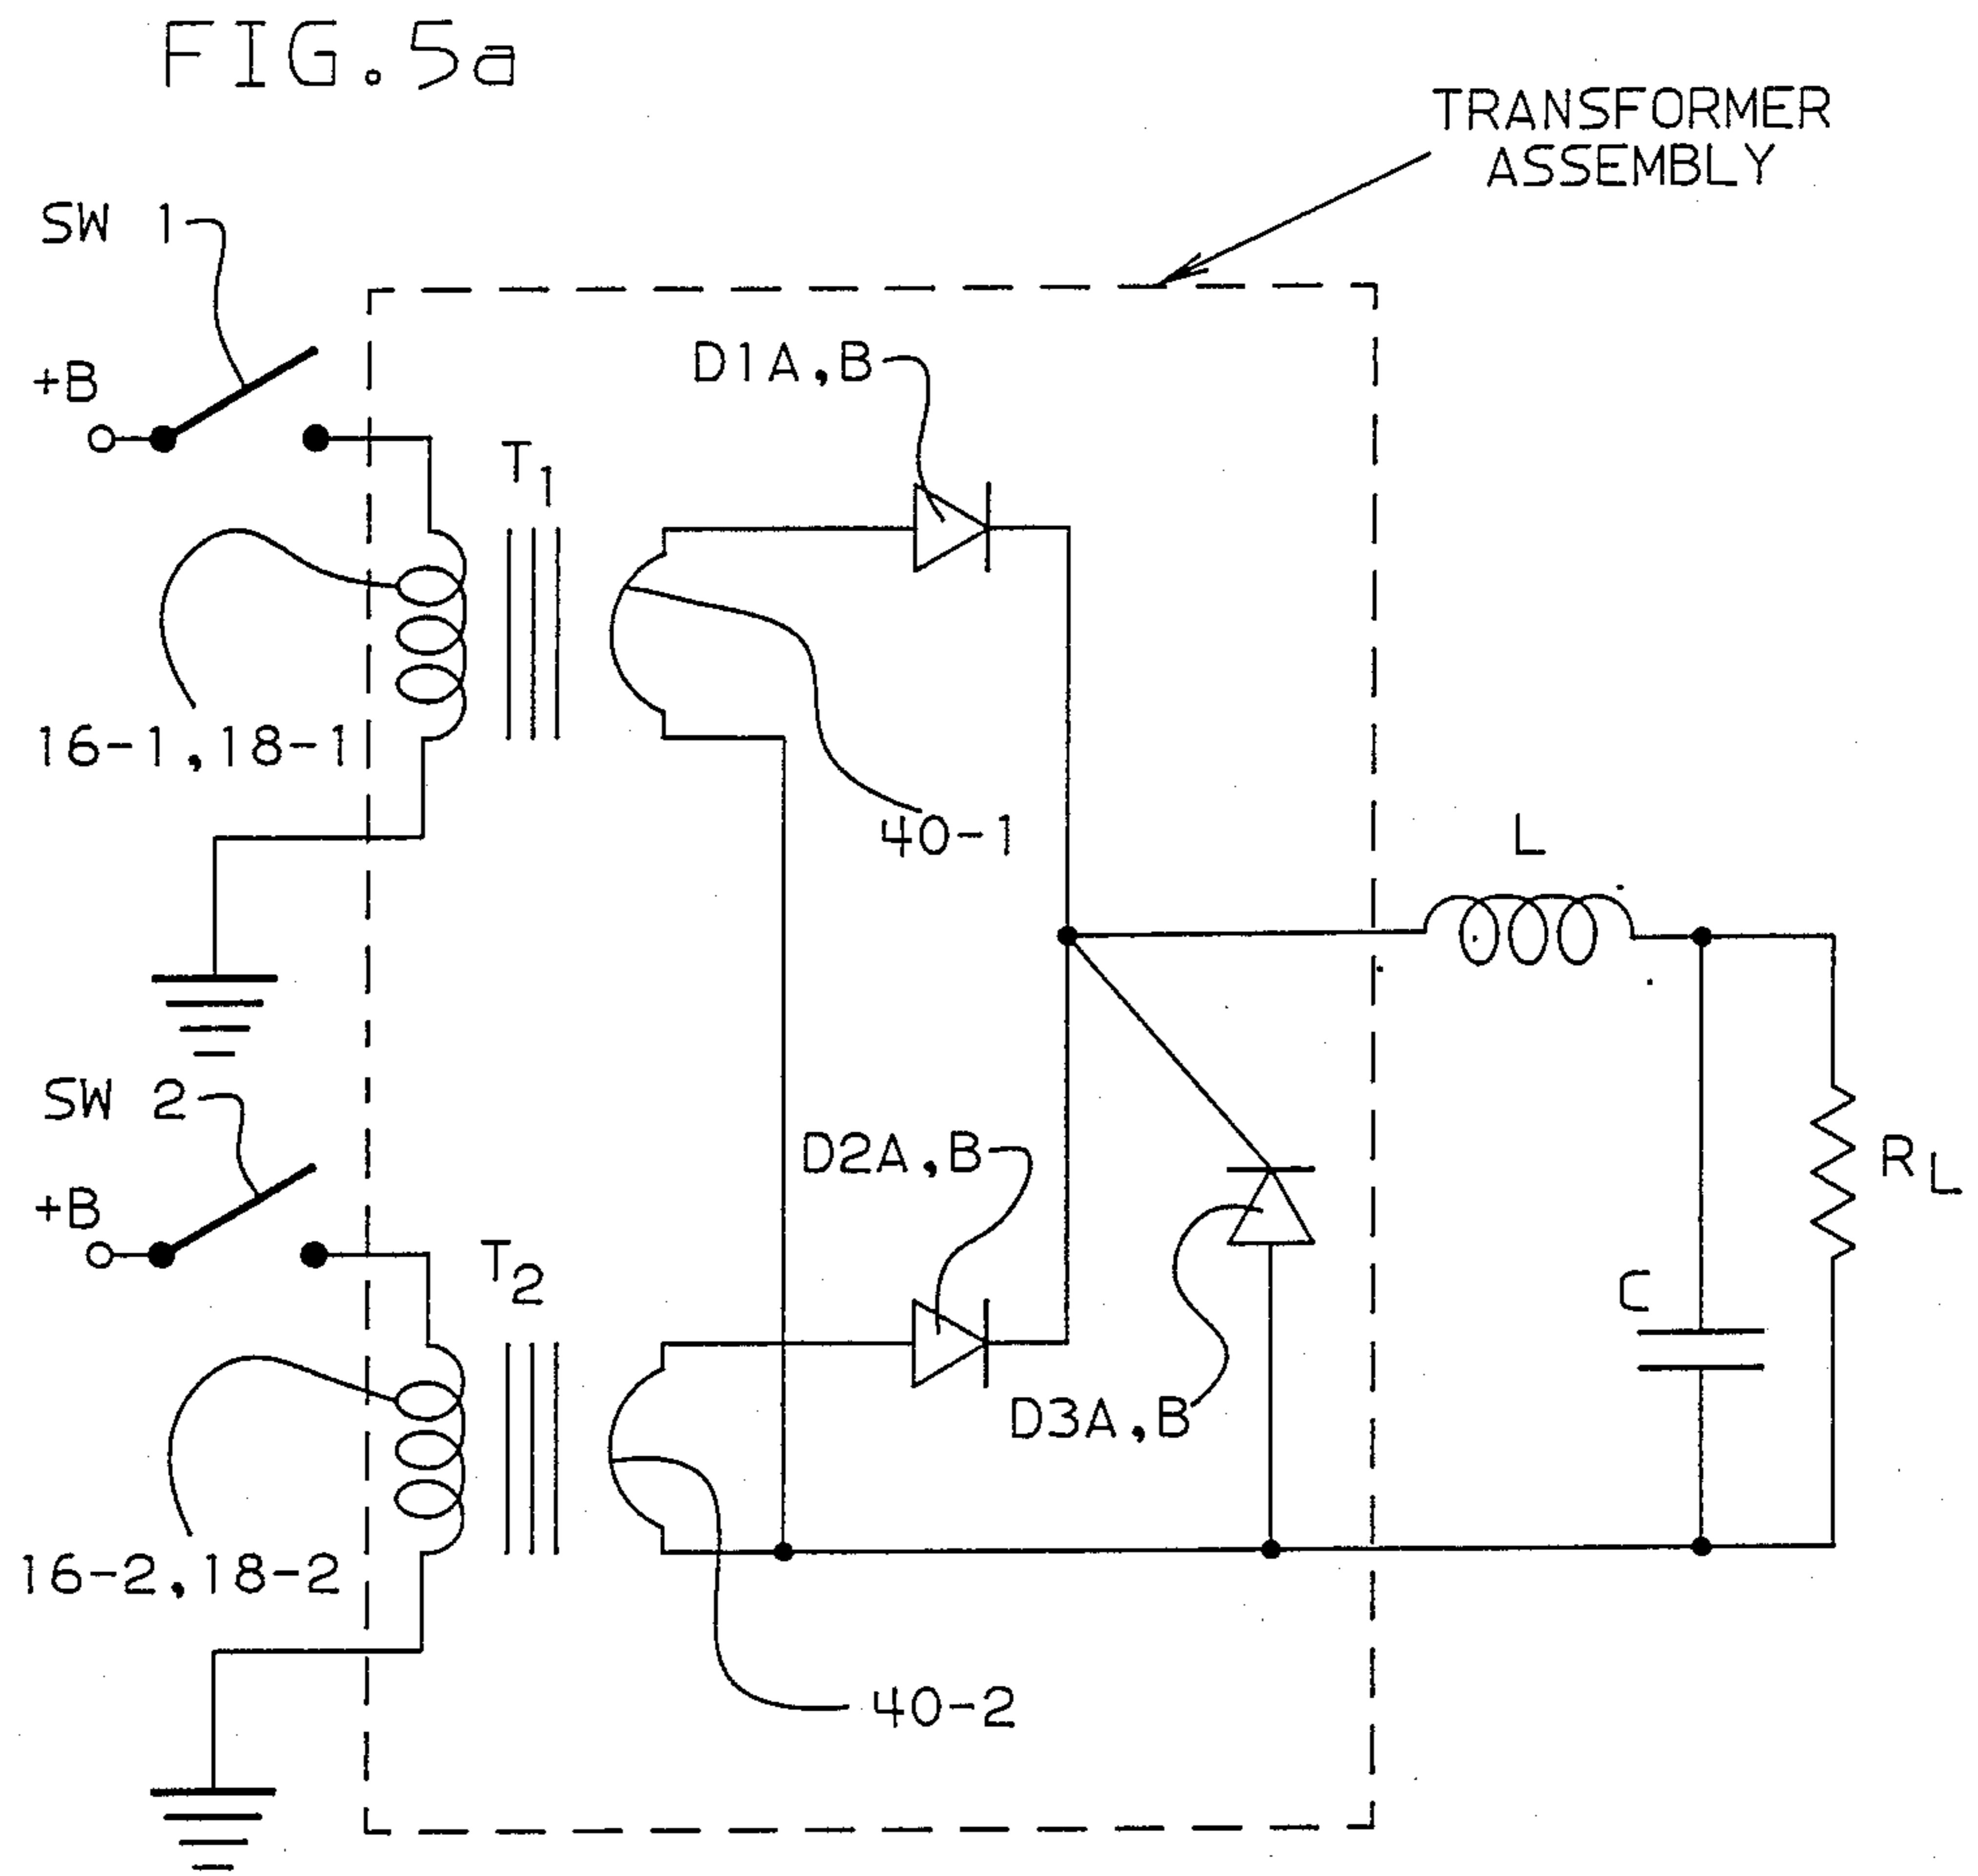 FIG.5a
TRANSFORMER
ASSEMBLY
SW 1
+B
D1A,B
T1
16-1,18-1
40-1
L
SW 2
+B
D2A,B
RL
T2
C
D3A,B
16-2,18-2
40-2